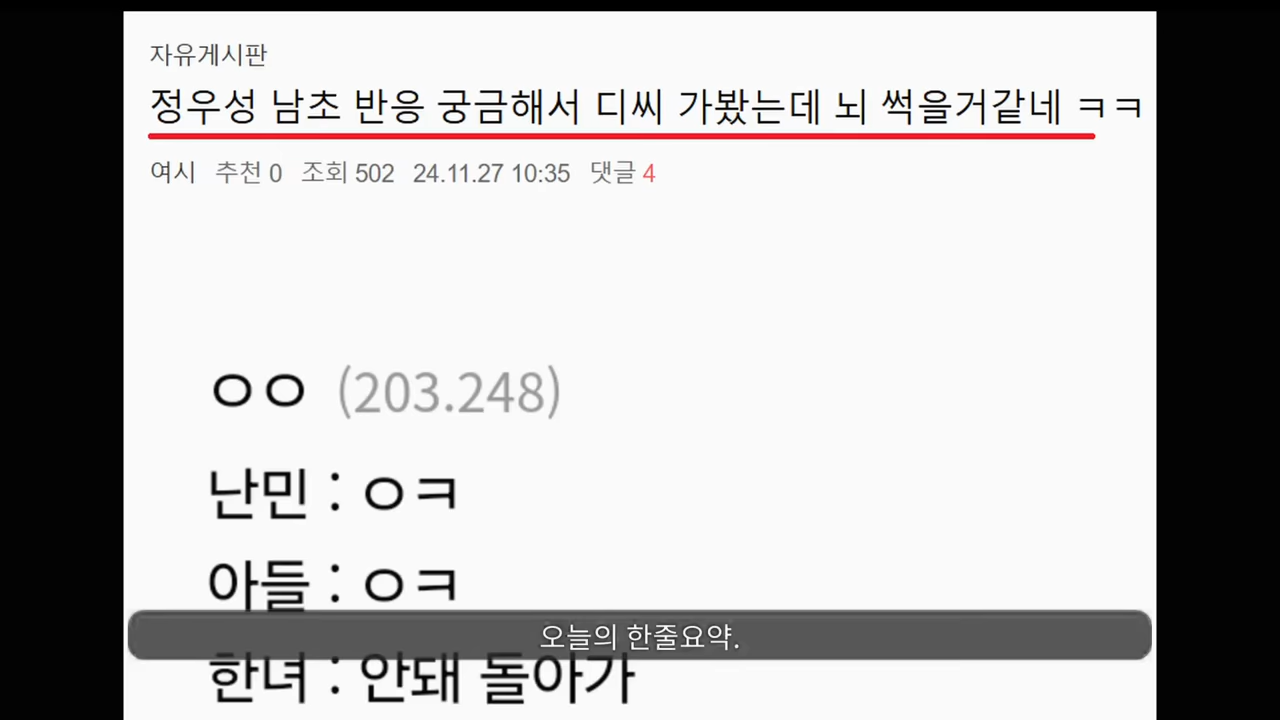 자유게시판
정우성 남초 반응 궁금해서 디씨 가봤는데 뇌 썩을거같네 ㅋㅋ
여시 추천 0 조회 502 24.11.27 10:35 댓글 4
ㅇㅇ (203.248)
난민 : ㅇㅋ
아들 : ㅇㅋ
오늘의 한줄요약.
한녀 : 안돼 돌아가